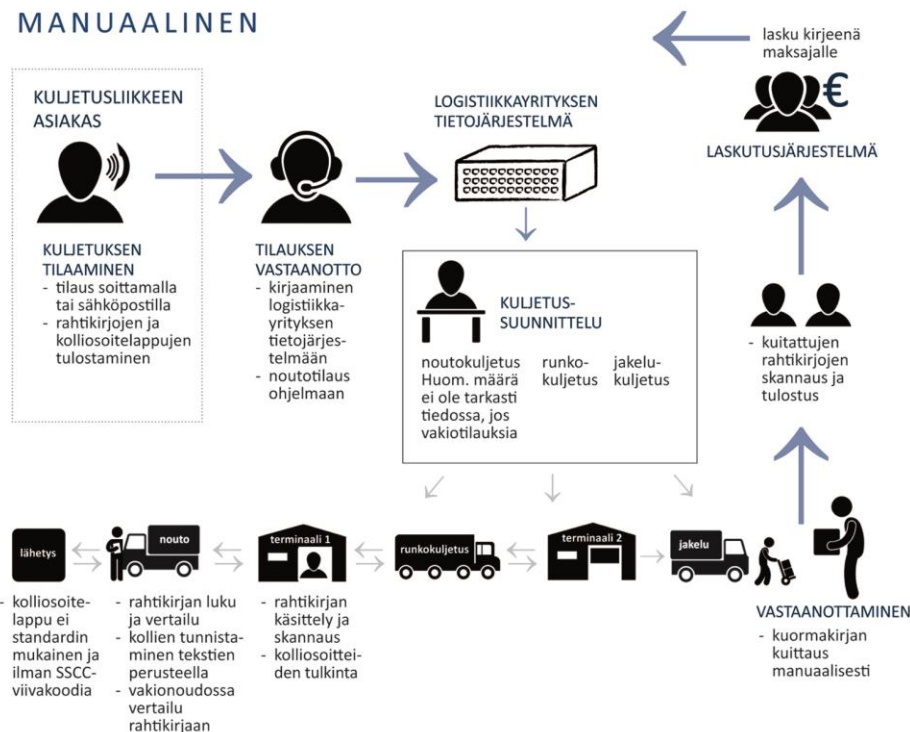 MANUAALINEN
KULJETUSLIIKKEEN
ASIAKAS
KULJETUKSEN
TILAAMINEN
- tilaus soittamalla
tai sähköpostilla
- rahtikirjojen ja
kolliosoitelappujen
tulostaminen
TILAUKSEN
VASTAANOTTO
- kirjaaminen
logistiikka-
yrityksen
tietojärjes-
telmään
- noutotilaus
ohjelmaan
LOGISTIIKKAYRITYKSEN
TIETOJÄRJESTELMÄ
KULJETUS-
SUUNNITTELU
noutokuljetus
Huom. määrä
ei ole tarkasti
tiedossa, jos
vakiotilauksia
runko-
kuljetus
jakelu-
kuljetus
lasku kirjeenä
maksajalle
€
LASKUTUSJÄRJESTELMÄ
- kuitattujen
rahtikirjojen
skannaus ja
tulostus
lähetys
- kolliosoite-
lappu ei
standardin
mukainen ja
ilman SSCC-
viivakoodia
nouto
- rahtikirjan luku
ja vertailu
- kollien tunnista-
minen tekstien
perusteella
- vakionoudossa
vertailu
rahtikirjaan
terminaali 1
- rahtikirjan
käsittely ja
skannaus
- kolliosoittei-
den tulkinta
runkokuljetus
terminaali 2
jakelu
VASTAANOTTAMINEN
- kuormakirjan
kuittaus
manuaalisesti